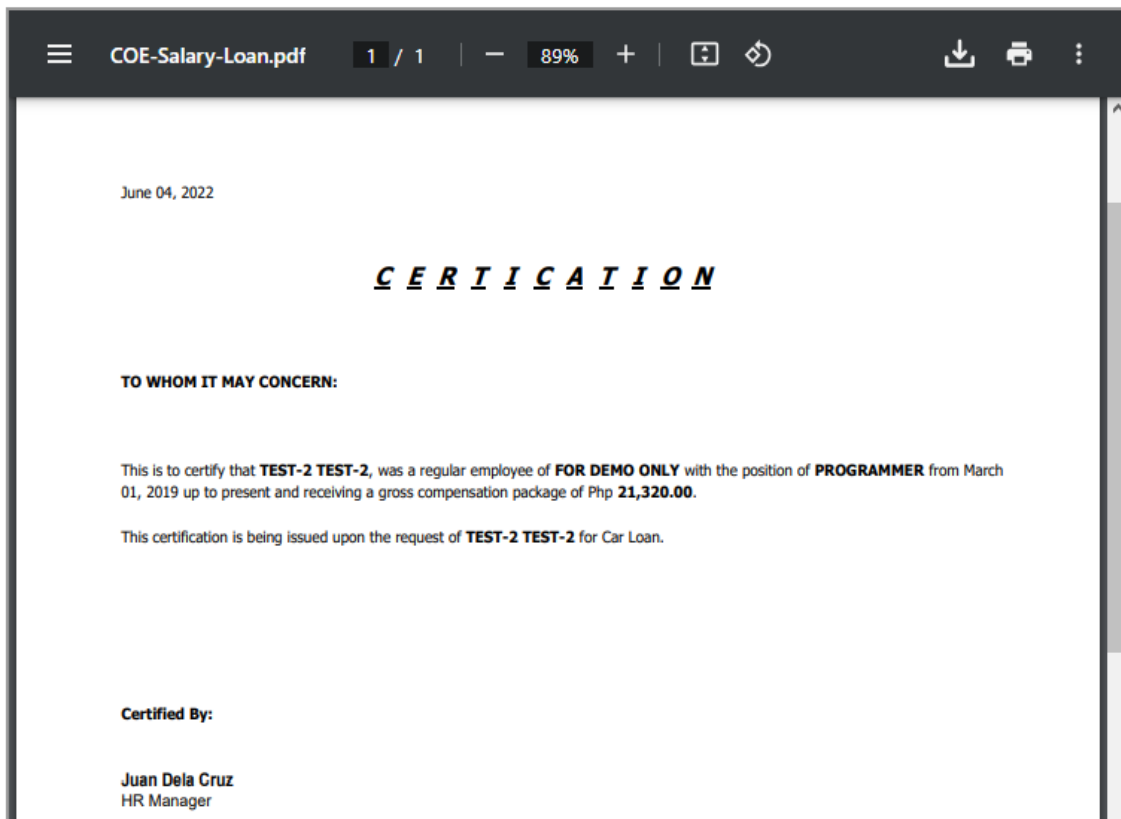 COE-Salary-Loan.pdf 1 / 1 89%
June 04, 2022
C E R T I C A T I O N
TO WHOM IT MAY CONCERN:
This is to certify that TEST-2 TEST-2, was a regular employee of FOR DEMO ONLY with the position of PROGRAMMER from March
01, 2019 up to present and receiving a gross compensation package of Php 21,320.00.
This certification is being issued upon the request of TEST-2 TEST-2 for Car Loan.
Certified By:
Juan Dela Cruz
HR Manager